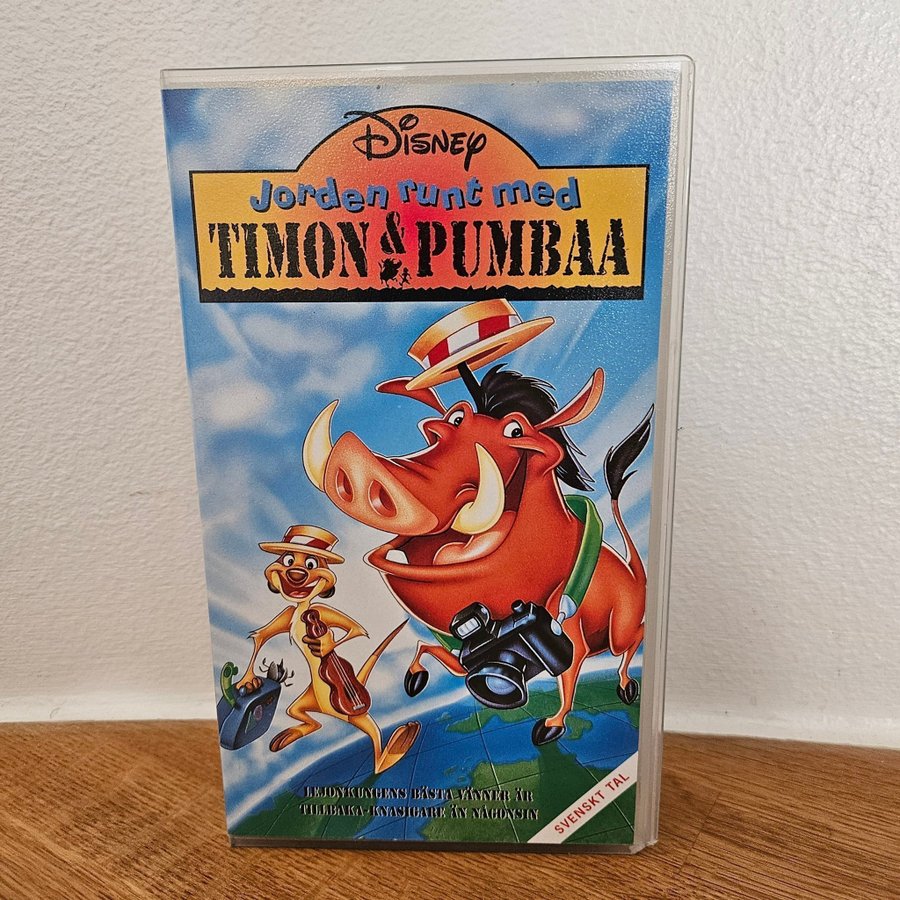 Disney
Jorden runt med
TIMON & PUMBAA
LEJONKUNGENS BÄSTA VÄNNER ÄR
TILLBAKA-KNASIGARE ÄN NÅGONSIN
SVENSKT TAL